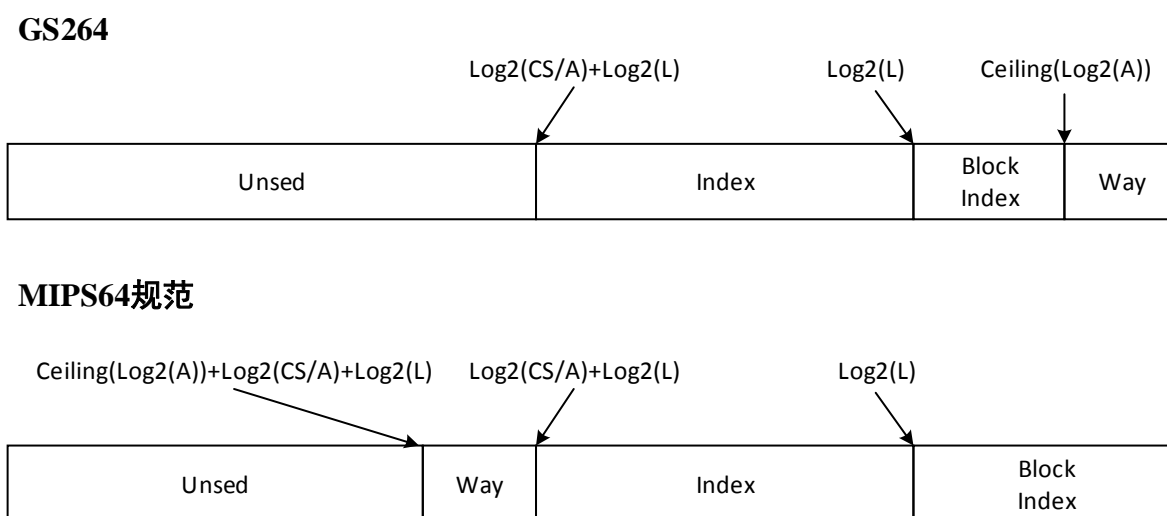 GS264
Log2(CS/A)+Log2(L) Log2(L) Ceiling(Log2(A))
Unsed Index Block Index Way
MIPS64规范
Ceiling(Log2(A))+Log2(CS/A)+Log2(L) Log2(CS/A)+Log2(L) Log2(L)
Unsed Way Index Block Index